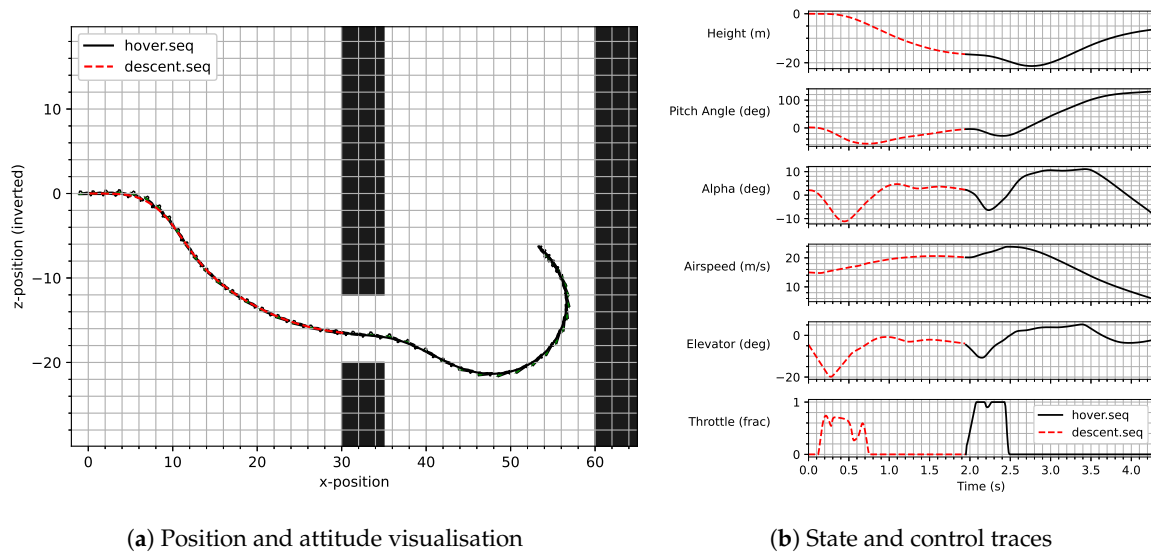 hover.seq
descent.seq
10
0
−10
−20
z-position (inverted)
0 10 20 30 40 50 60
x-position
(a) Position and attitude visualisation
Height (m)
0
−20
Pitch Angle (deg)
100
0
Alpha (deg)
10
0
−10
Airspeed (m/s)
20
10
Elevator (deg)
0
−20
Throttle (frac)
1
0
hover.seq
descent.seq
0.0 0.5 1.0 1.5 2.0 2.5 3.0 3.5 4.0
Time (s)
(b) State and control traces